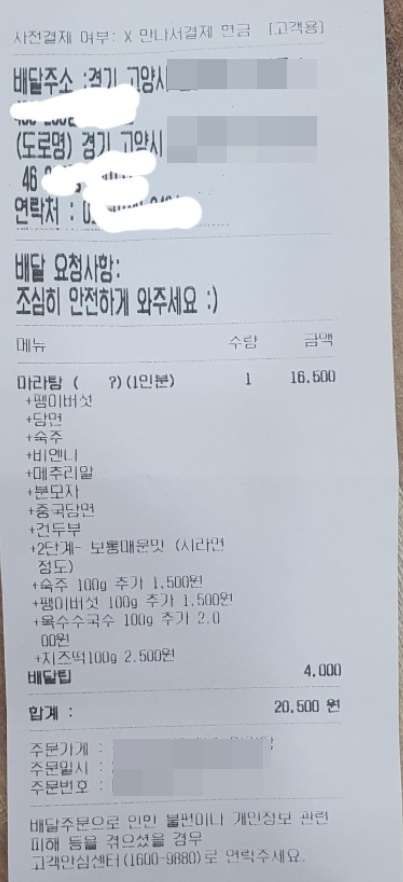 사전결제 여부: X 만나서결제 현금 [고객용]
배달주소 :경기 고양시
(도로명) 경기 고양시
46
연락처 :
배달 요청사항:
조심히 안전하게 와주세요 :)
메뉴 수량 금액
마라탕 ( ?)(1인분) 1 16,500
+팽이버섯
+당면
+숙주
+비엔나
+메추리알
+분모자
+중국당면
+건두부
+2단계- 보통매운맛 (시라면
정도)
+숙주 100g 추가 1,500원
+팽이버섯 100g 추가 1,500원
+옥수수국수 100g 추가 2,0
00원
+치즈떡100g 2,500원
배달팁 4,000
합계 : 20,500 원
주문가게 :
주문일시 :
주문번호 :
배달주문으로 인한 불편이나 개인정보 관련
피해 등을 겪으셨을 경우
고객안심센터(1600-9880)로 연락주세요.